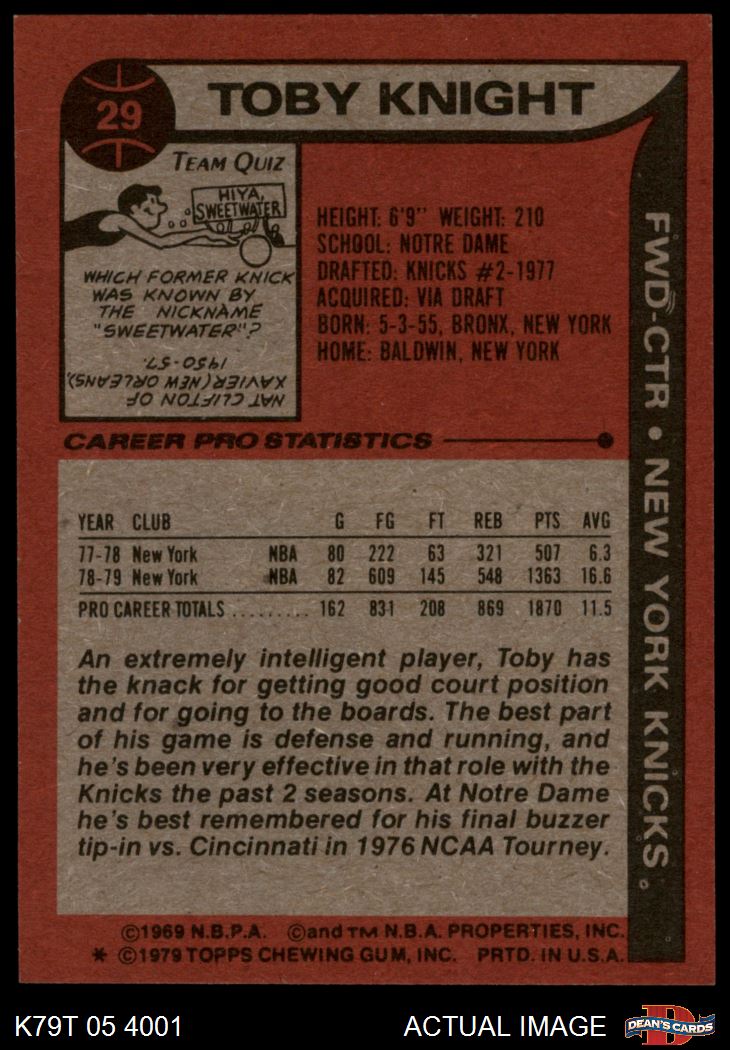 29
TOBY KNIGHT
TEAM QUIZ
HIYA,
SWEETWATER
WHICH FORMER KNICK
WAS KNOWN BY
THE NICKNAME
"SWEETWATER"?
NAT CLIFTON OF
XAVIER (NEW ORLEANS),
1950-57.
HEIGHT: 6'9" WEIGHT: 210
SCHOOL: NOTRE DAME
DRAFTED: KNICKS #2-1977
ACQUIRED: VIA DRAFT
BORN: 5-3-55, BRONX, NEW YORK
HOME: BALDWIN, NEW YORK
FWD-CTR • NEW YORK KNICKS
CAREER PRO STATISTICS
YEAR CLUB G FG FT REB PTS AVG
77-78 New York NBA 80 222 63 321 507 6.3
78-79 New York NBA 82 609 145 548 1363 16.6
PRO CAREER TOTALS ......... 162 831 208 869 1870 11.5
An extremely intelligent player, Toby has
the knack for getting good court position
and for going to the boards. The best part
of his game is defense and running, and
he's been very effective in that role with the
Knicks the past 2 seasons. At Notre Dame
he's best remembered for his final buzzer
tip-in vs. Cincinnati in 1976 NCAA Tourney.
©1969 N.B.P.A. ©and TM N.B.A. PROPERTIES, INC.
* ©1979 TOPPS CHEWING GUM, INC. PRTD. IN U.S.A.
K79T 05 4001
ACTUAL IMAGE
D
DEAN'S CARDS